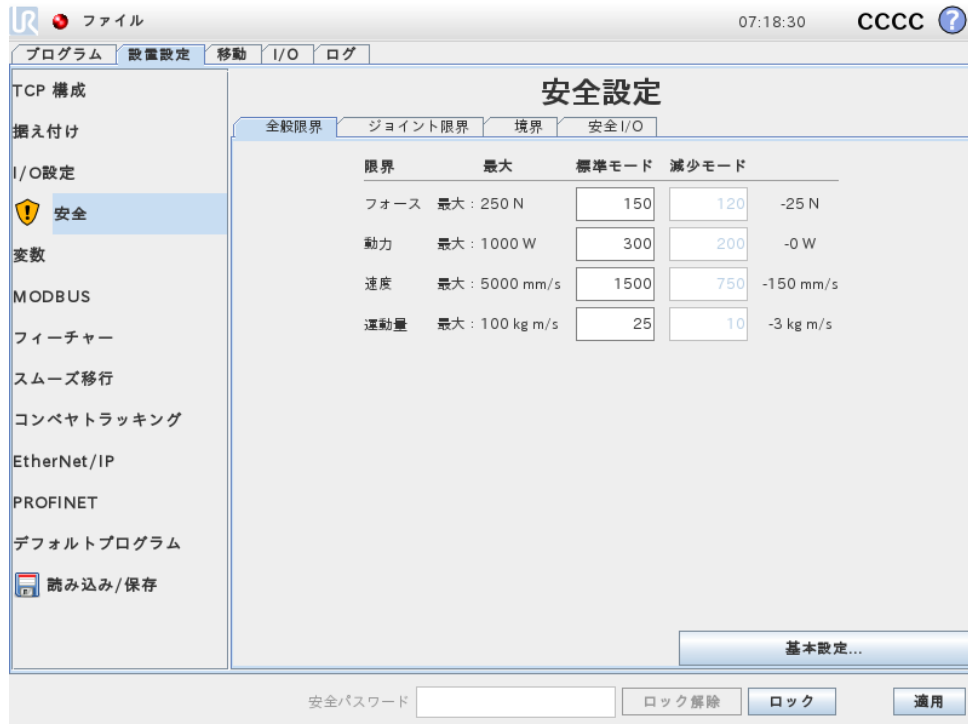 UR ファイル 07:18:30 CCCC ?
プログラム 設置設定 移動 I/O ログ
TCP 構成
据え付け
I/O設定
安全
変数
MODBUS
フィーチャー
スムーズ移行
コンベヤトラッキング
EtherNet/IP
PROFINET
デフォルトプログラム
読み込み/保存
安全設定
全般限界 ジョイント限界 境界 安全I/O
限界 最大 標準モード 減少モード
フォース 最大：250 N 150 120 -25 N
動力 最大：1000 W 300 200 -0 W
速度 最大：5000 mm/s 1500 750 -150 mm/s
運動量 最大：100 kg m/s 25 10 -3 kg m/s
基本設定...
安全パスワード ロック解除 ロック 適用